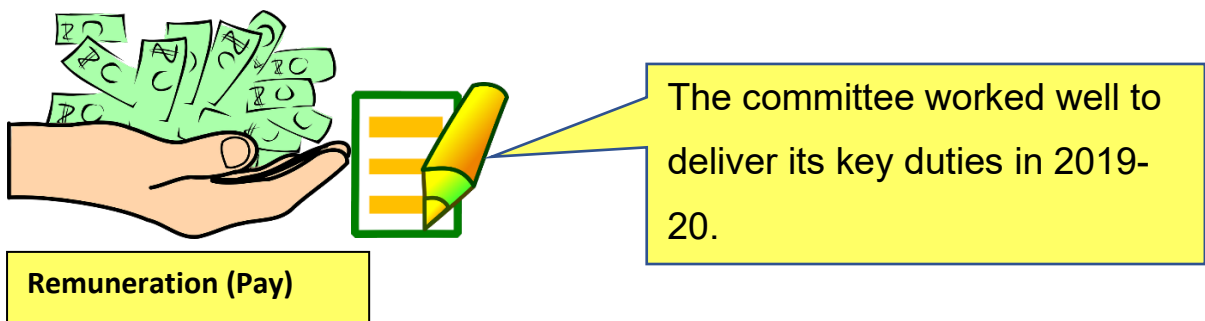 The committee worked well to
deliver its key duties in 2019-
20.
Remuneration (Pay)